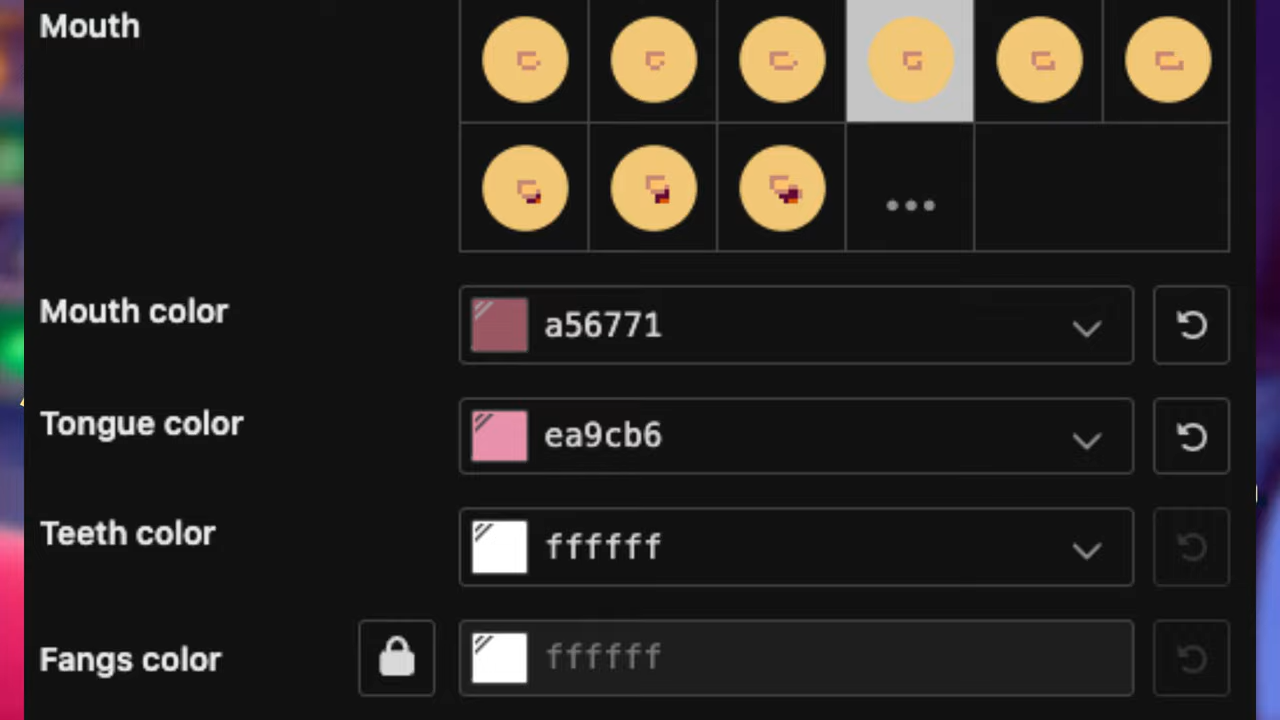 Mouth
Mouth color
a56771
Tongue color
ea9cb6
Teeth color
ffffff
Fangs color
ffffff